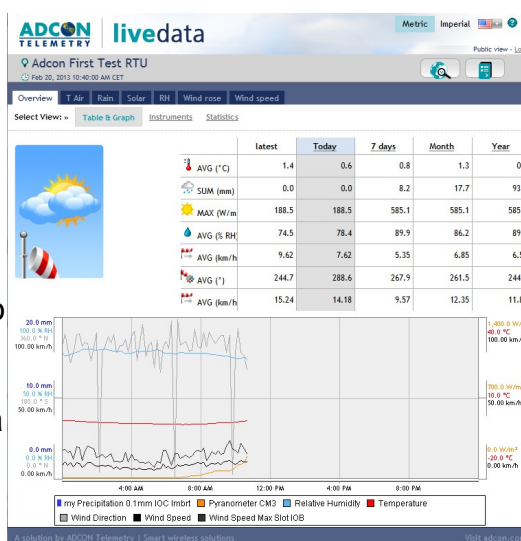 ADCON TELEMETRY livedata
Metric Imperial
Public view - Lo
Adcon First Test RTU
Feb 20, 2013 10:40:00 AM CET
Overview T Air Rain Solar RH Wind rose Wind speed
Select View: » Table & Graph Instruments Statistics
latest Today 7 days Month Year
AVG (°C) 1.4 0.6 0.8 1.3 0
SUM (mm) 0.0 0.0 8.2 17.7 93
MAX (W/m 188.5 188.5 585.1 585.1 585
AVG (% RH 74.5 78.4 89.9 86.2 89
AVG (km/h 9.62 7.62 5.35 6.85 6.5
AVG (°) 244.7 288.6 267.9 261.5 244
AVG (km/h 15.24 14.18 9.57 12.35 11.8
20.0 mm 1,400.0 W/
100.0 % RH 40.0 °C
360.0 ° N 100.00 km/h
100.00 km/h
10.0 mm 700.0 W/m
50.0 % RH 10.0 °C
180.0 ° S 50.00 km/h
50.00 km/h
0.0 mm 0.0 W/m²
0.0 % RH -20.0 °C
0.0 ° N 0.00 km/h
0.00 km/h
4:00 AM 8:00 AM 12:00 PM 4:00 PM 8:00 PM
my Precipitation 0.1mm IOC Imbrt Pyranometer CM3 Relative Humidity Temperature
Wind Direction Wind Speed Wind Speed Max Slot IOB
A solution by ADCON Telemetry | Smart wireless solutions Visit adcon.co